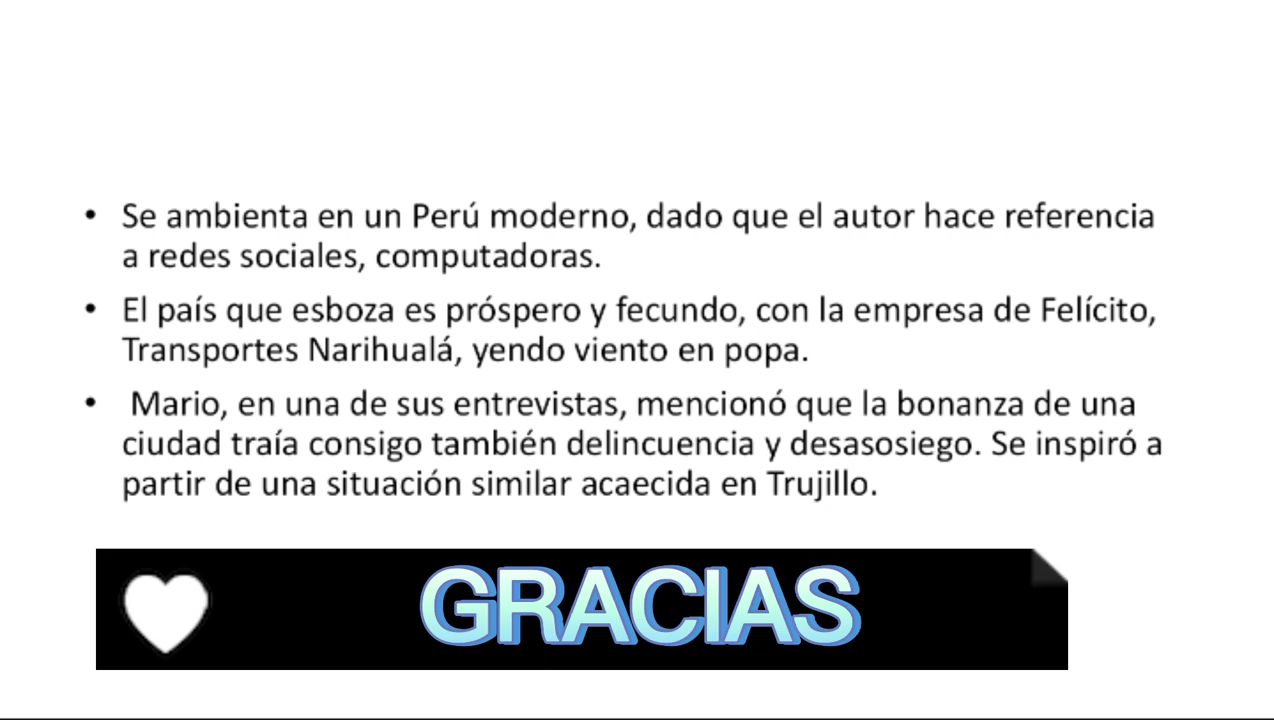 • Se ambienta en un Perú moderno, dado que el autor hace referencia
a redes sociales, computadoras.
• El país que esboza es próspero y fecundo, con la empresa de Felícito,
Transportes Narihualá, yendo viento en popa.
• Mario, en una de sus entrevistas, mencionó que la bonanza de una
ciudad traía consigo también delincuencia y desasosiego. Se inspiró a
partir de una situación similar acaecida en Trujillo.
GRACIAS